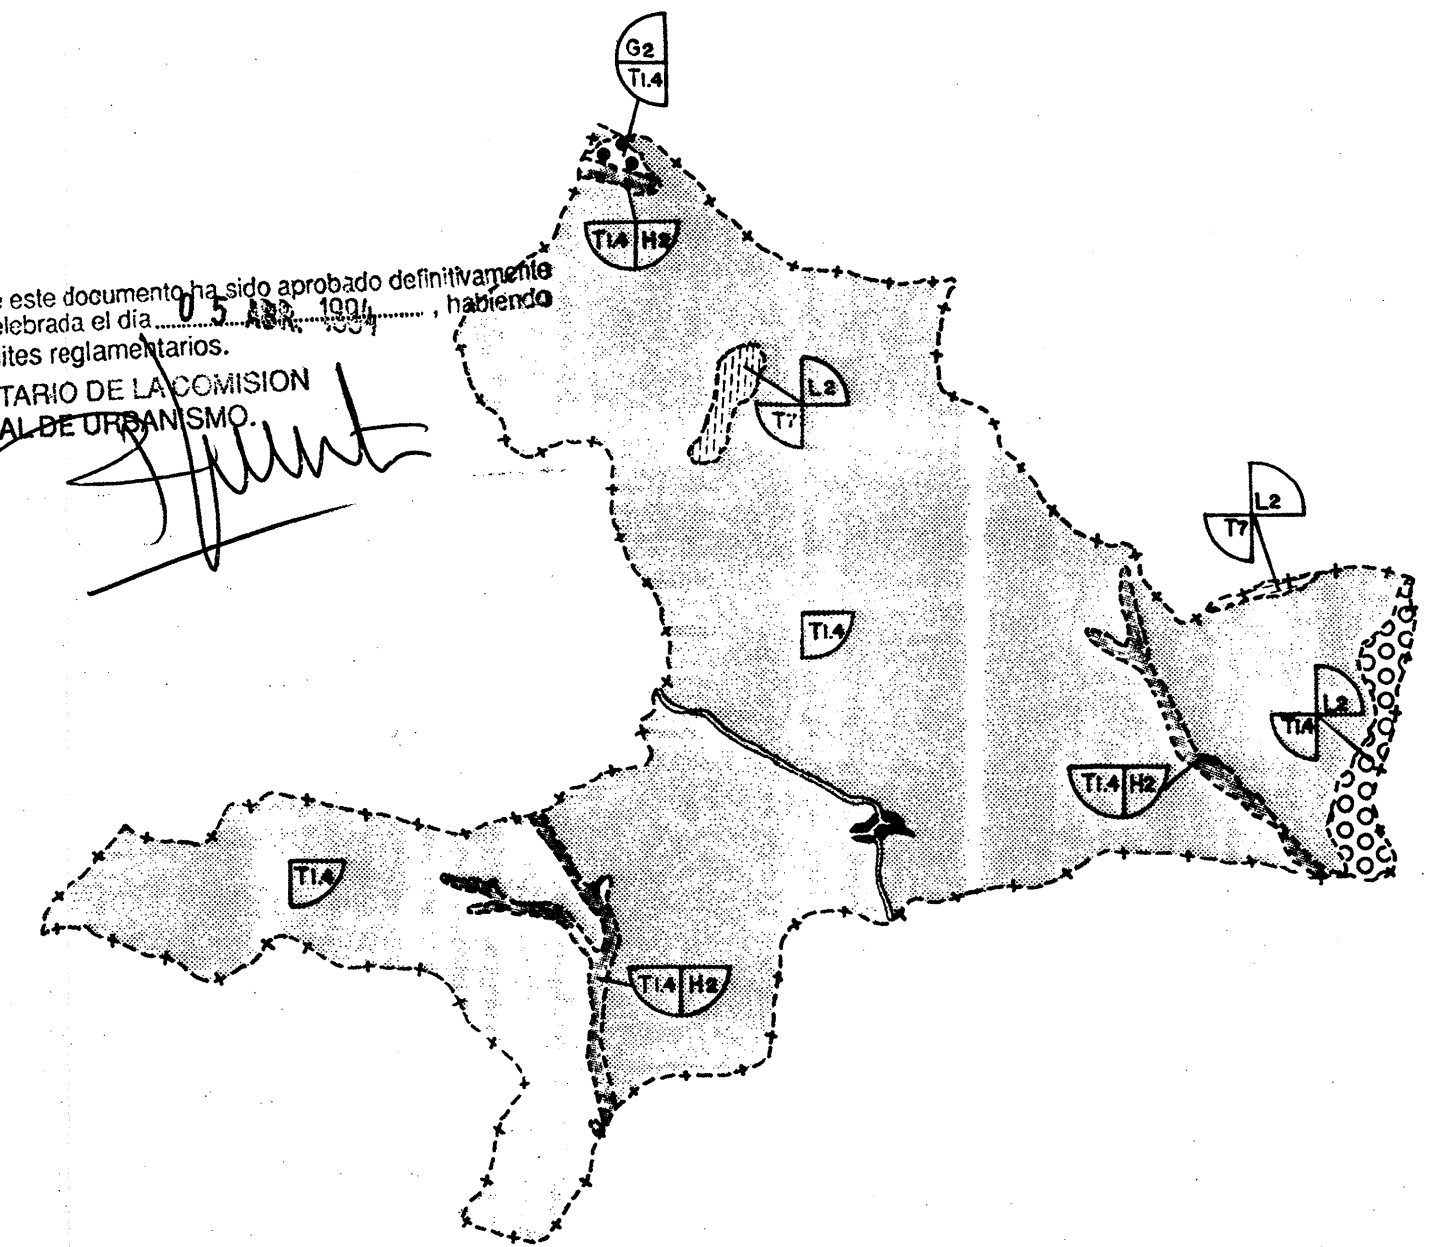 G2
T1.4
T1.4 H2
e este documento ha sido aprobado definitivamente
elebrada el día 05 ABR. 1994, habiendo
ites reglamentarios.
TARIO DE LA COMISION
AL DE URBANISMO.
L2
T7
L2
T7
T1.4
L2
T1.4
T1.4 H2
T1.4
T1.4 H2